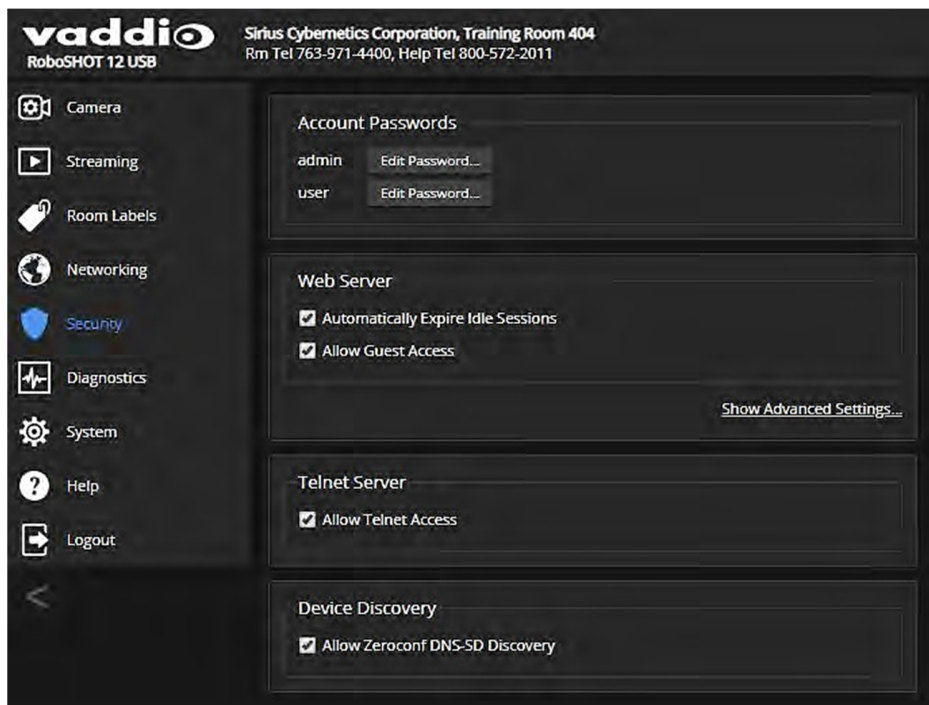 vaddio
RoboSHOT 12 USB
Sirius Cybernetics Corporation, Training Room 404
Rm Tel 763-971-4400, Help Tel 800-572-2011
Camera
Streaming
Room Labels
Networking
Security
Diagnostics
System
Help
Logout
<
Account Passwords
admin Edit Password...
user Edit Password...
Web Server
Automatically Expire Idle Sessions
Allow Guest Access
Show Advanced Settings...
Telnet Server
Allow Telnet Access
Device Discovery
Allow Zeroconf DNS-SD Discovery